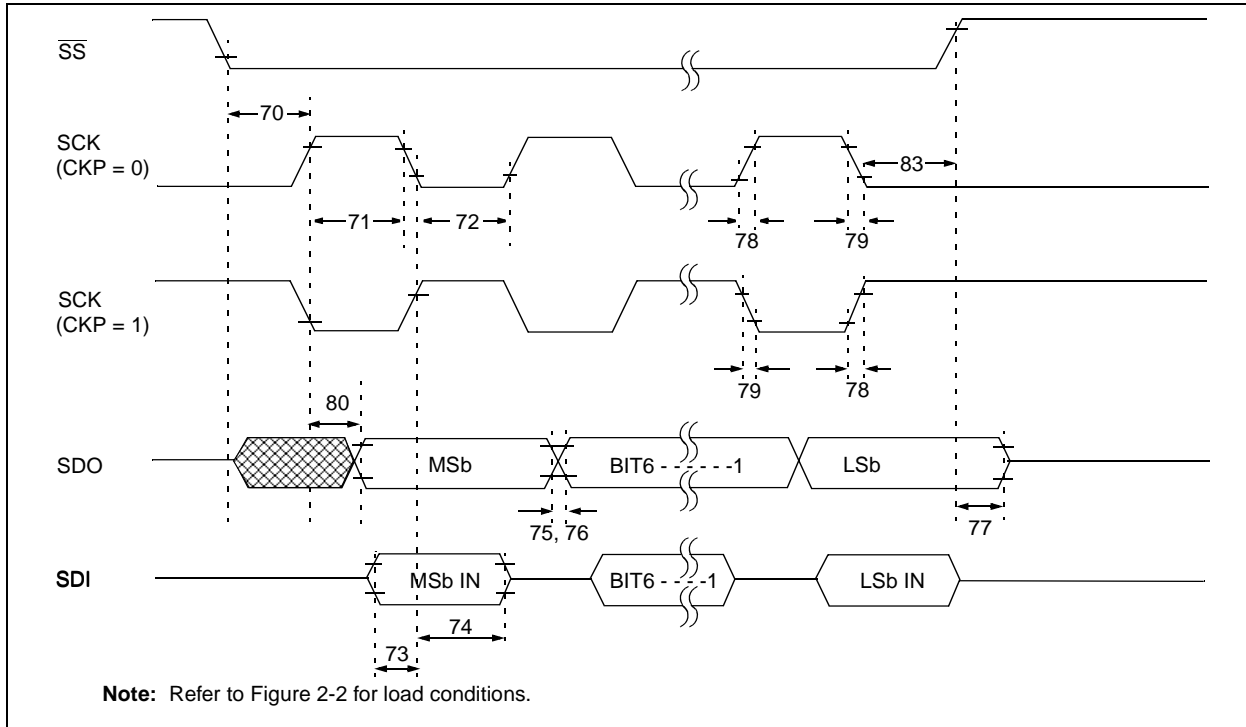 SS
70
SCK
(CKP = 0)
83
71
72
78
79
SCK
(CKP = 1)
79
78
80
SDO
MSb
BIT6 - - - - - -1
LSb
75, 76
77
SDI
MSb IN
BIT6 - - - - -1
LSb IN
74
73
Note: Refer to Figure 2-2 for load conditions.